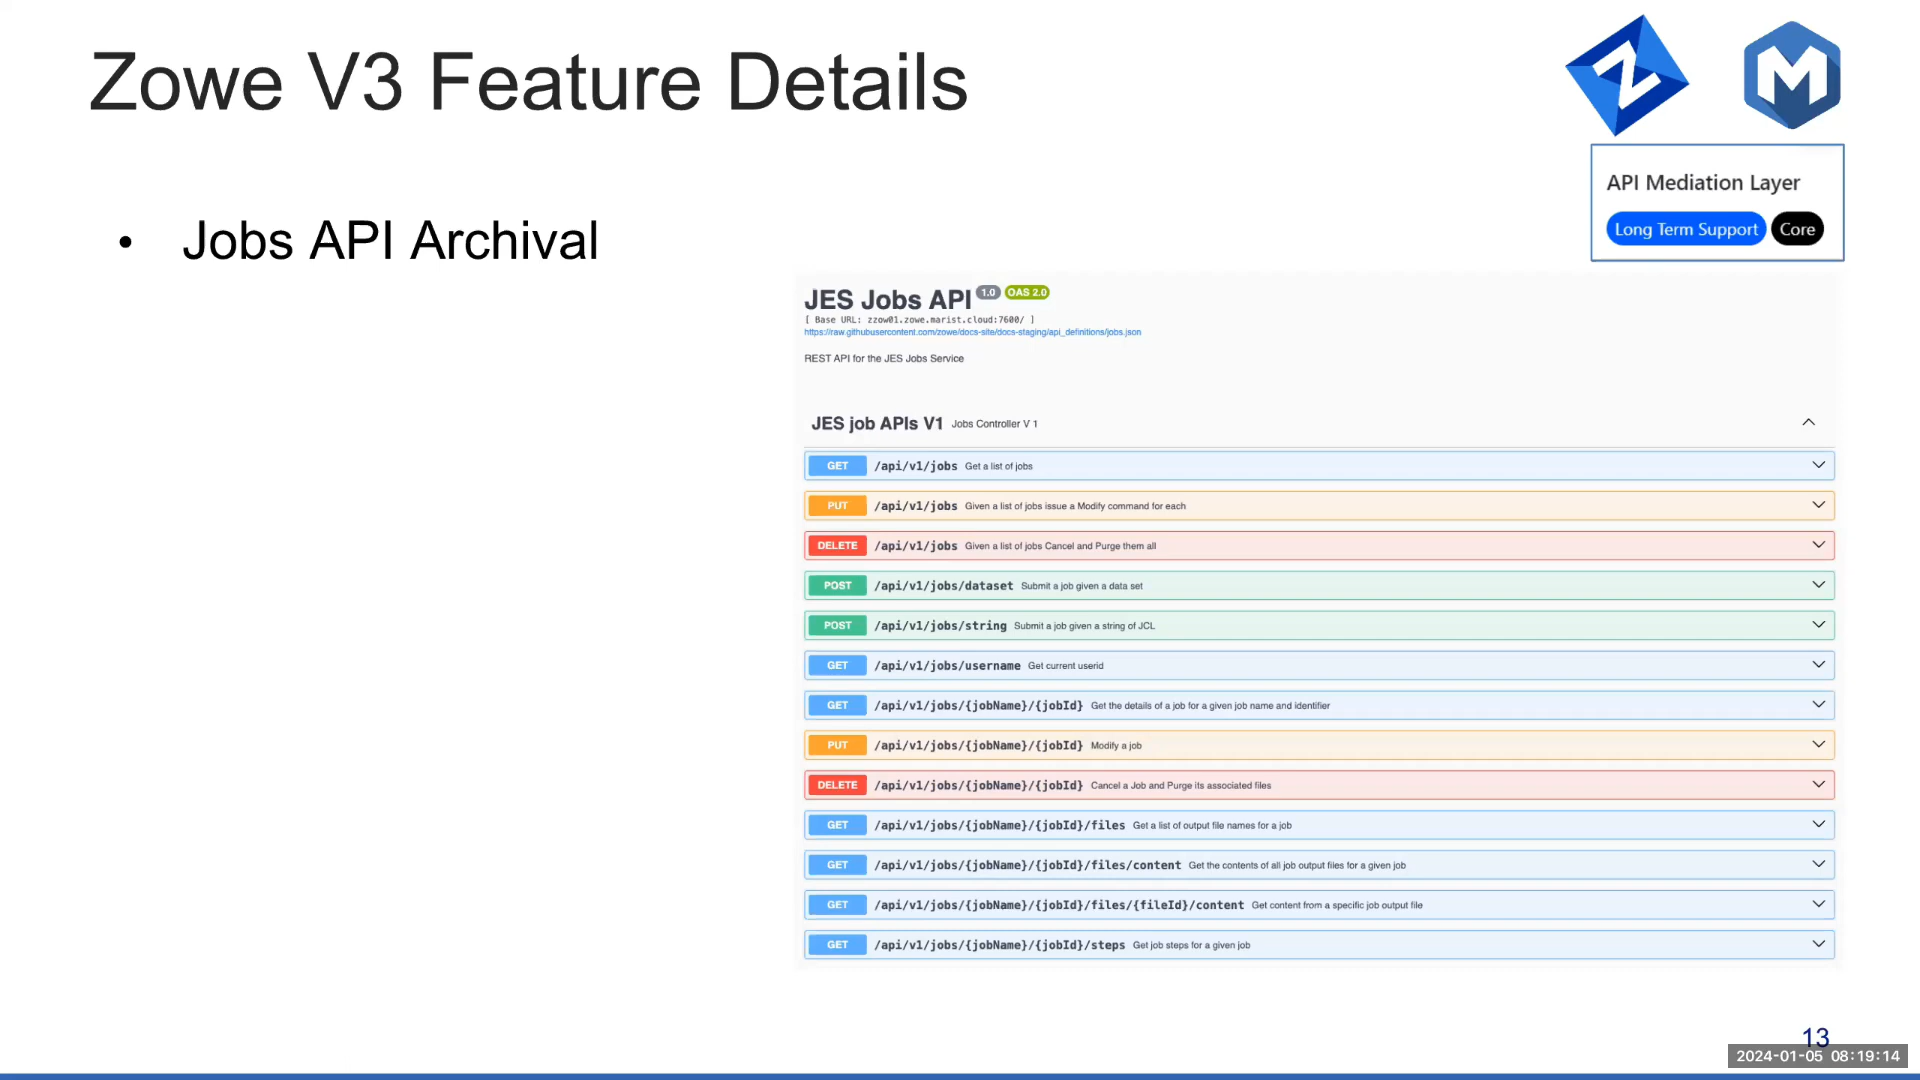 Zowe V3 Feature Details
API Mediation Layer
Long Term Support Core
• Jobs API Archival
JES Jobs API 1.0 OAS 2.0
[ Base URL: zzow01.zowe.marist.cloud:7600/ ]
https://raw.githubusercontent.com/zowe/docs-site/docs-staging/api_definitions/jobs.json
REST API for the JES Jobs Service
JES job APIs V1 Jobs Controller V 1
GET /api/v1/jobs Get a list of jobs
PUT /api/v1/jobs Given a list of jobs issue a Modify command for each
DELETE /api/v1/jobs Given a list of jobs Cancel and Purge them all
POST /api/v1/jobs/dataset Submit a job given a data set
POST /api/v1/jobs/string Submit a job given a string of JCL
GET /api/v1/jobs/username Get current userid
GET /api/v1/jobs/{jobName}/{jobId} Get the details of a job for a given job name and identifier
PUT /api/v1/jobs/{jobName}/{jobId} Modify a job
DELETE /api/v1/jobs/{jobName}/{jobId} Cancel a Job and Purge its associated files
GET /api/v1/jobs/{jobName}/{jobId}/files Get a list of output file names for a job
GET /api/v1/jobs/{jobName}/{jobId}/files/content Get the contents of all job output files for a given job
GET /api/v1/jobs/{jobName}/{jobId}/files/{fileId}/content Get content from a specific job output file
GET /api/v1/jobs/{jobName}/{jobId}/steps Get job steps for a given job
13
2024-01-05 08:19:14